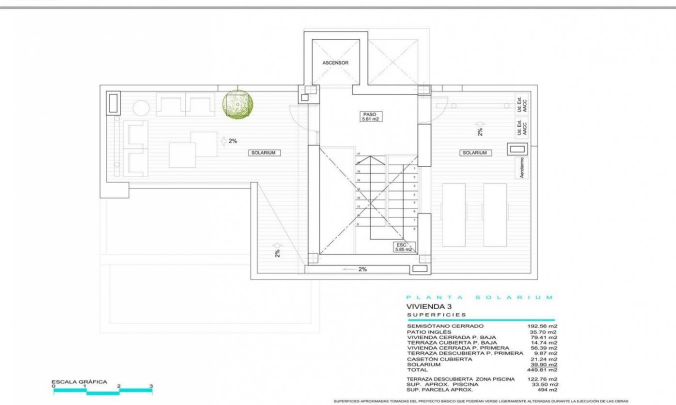 ASCENSOR
PASO
5.61 m2
Ud. Ext.
AACC
Ud. Ext.
AACC
2%
2%
SOLARIUM
SOLARIUM
Aerotermo
2%
ESC
5.85 m2
2%
PLANTA SOLARIUM
VIVIENDA 3
SUPERFICIES
SEMISÓTANO CERRADO 192.56 m2
PATIO INGLÉS 35.70 m2
VIVIENDA CERRADA P. BAJA 79.41 m2
TERRAZA CUBIERTA P. BAJA 14.74 m2
VIVIENDA CERRADA P. PRIMERA 56.39 m2
TERRAZA DESCUBIERTA P. PRIMERA 9.87 m2
CASETÓN CUBIERTA 21.24 m2
SOLARIUM 39.90 m2
TOTAL 449.81 m2
TERRAZA DESCUBIERTA ZONA PISCINA 122.76 m2
SUP. APROX. PISCINA 33.50 m2
SUP. PARCELA APROX. 494 m2
ESCALA GRÁFICA
0 1 2 3
SUPERFICIES APROXIMADAS TOMADAS DEL PROYECTO BÁSICO QUE PODRÍAN VERSE LIGERAMENTE ALTERADAS DURANTE LA EJECUCIÓN DE LAS OBRAS